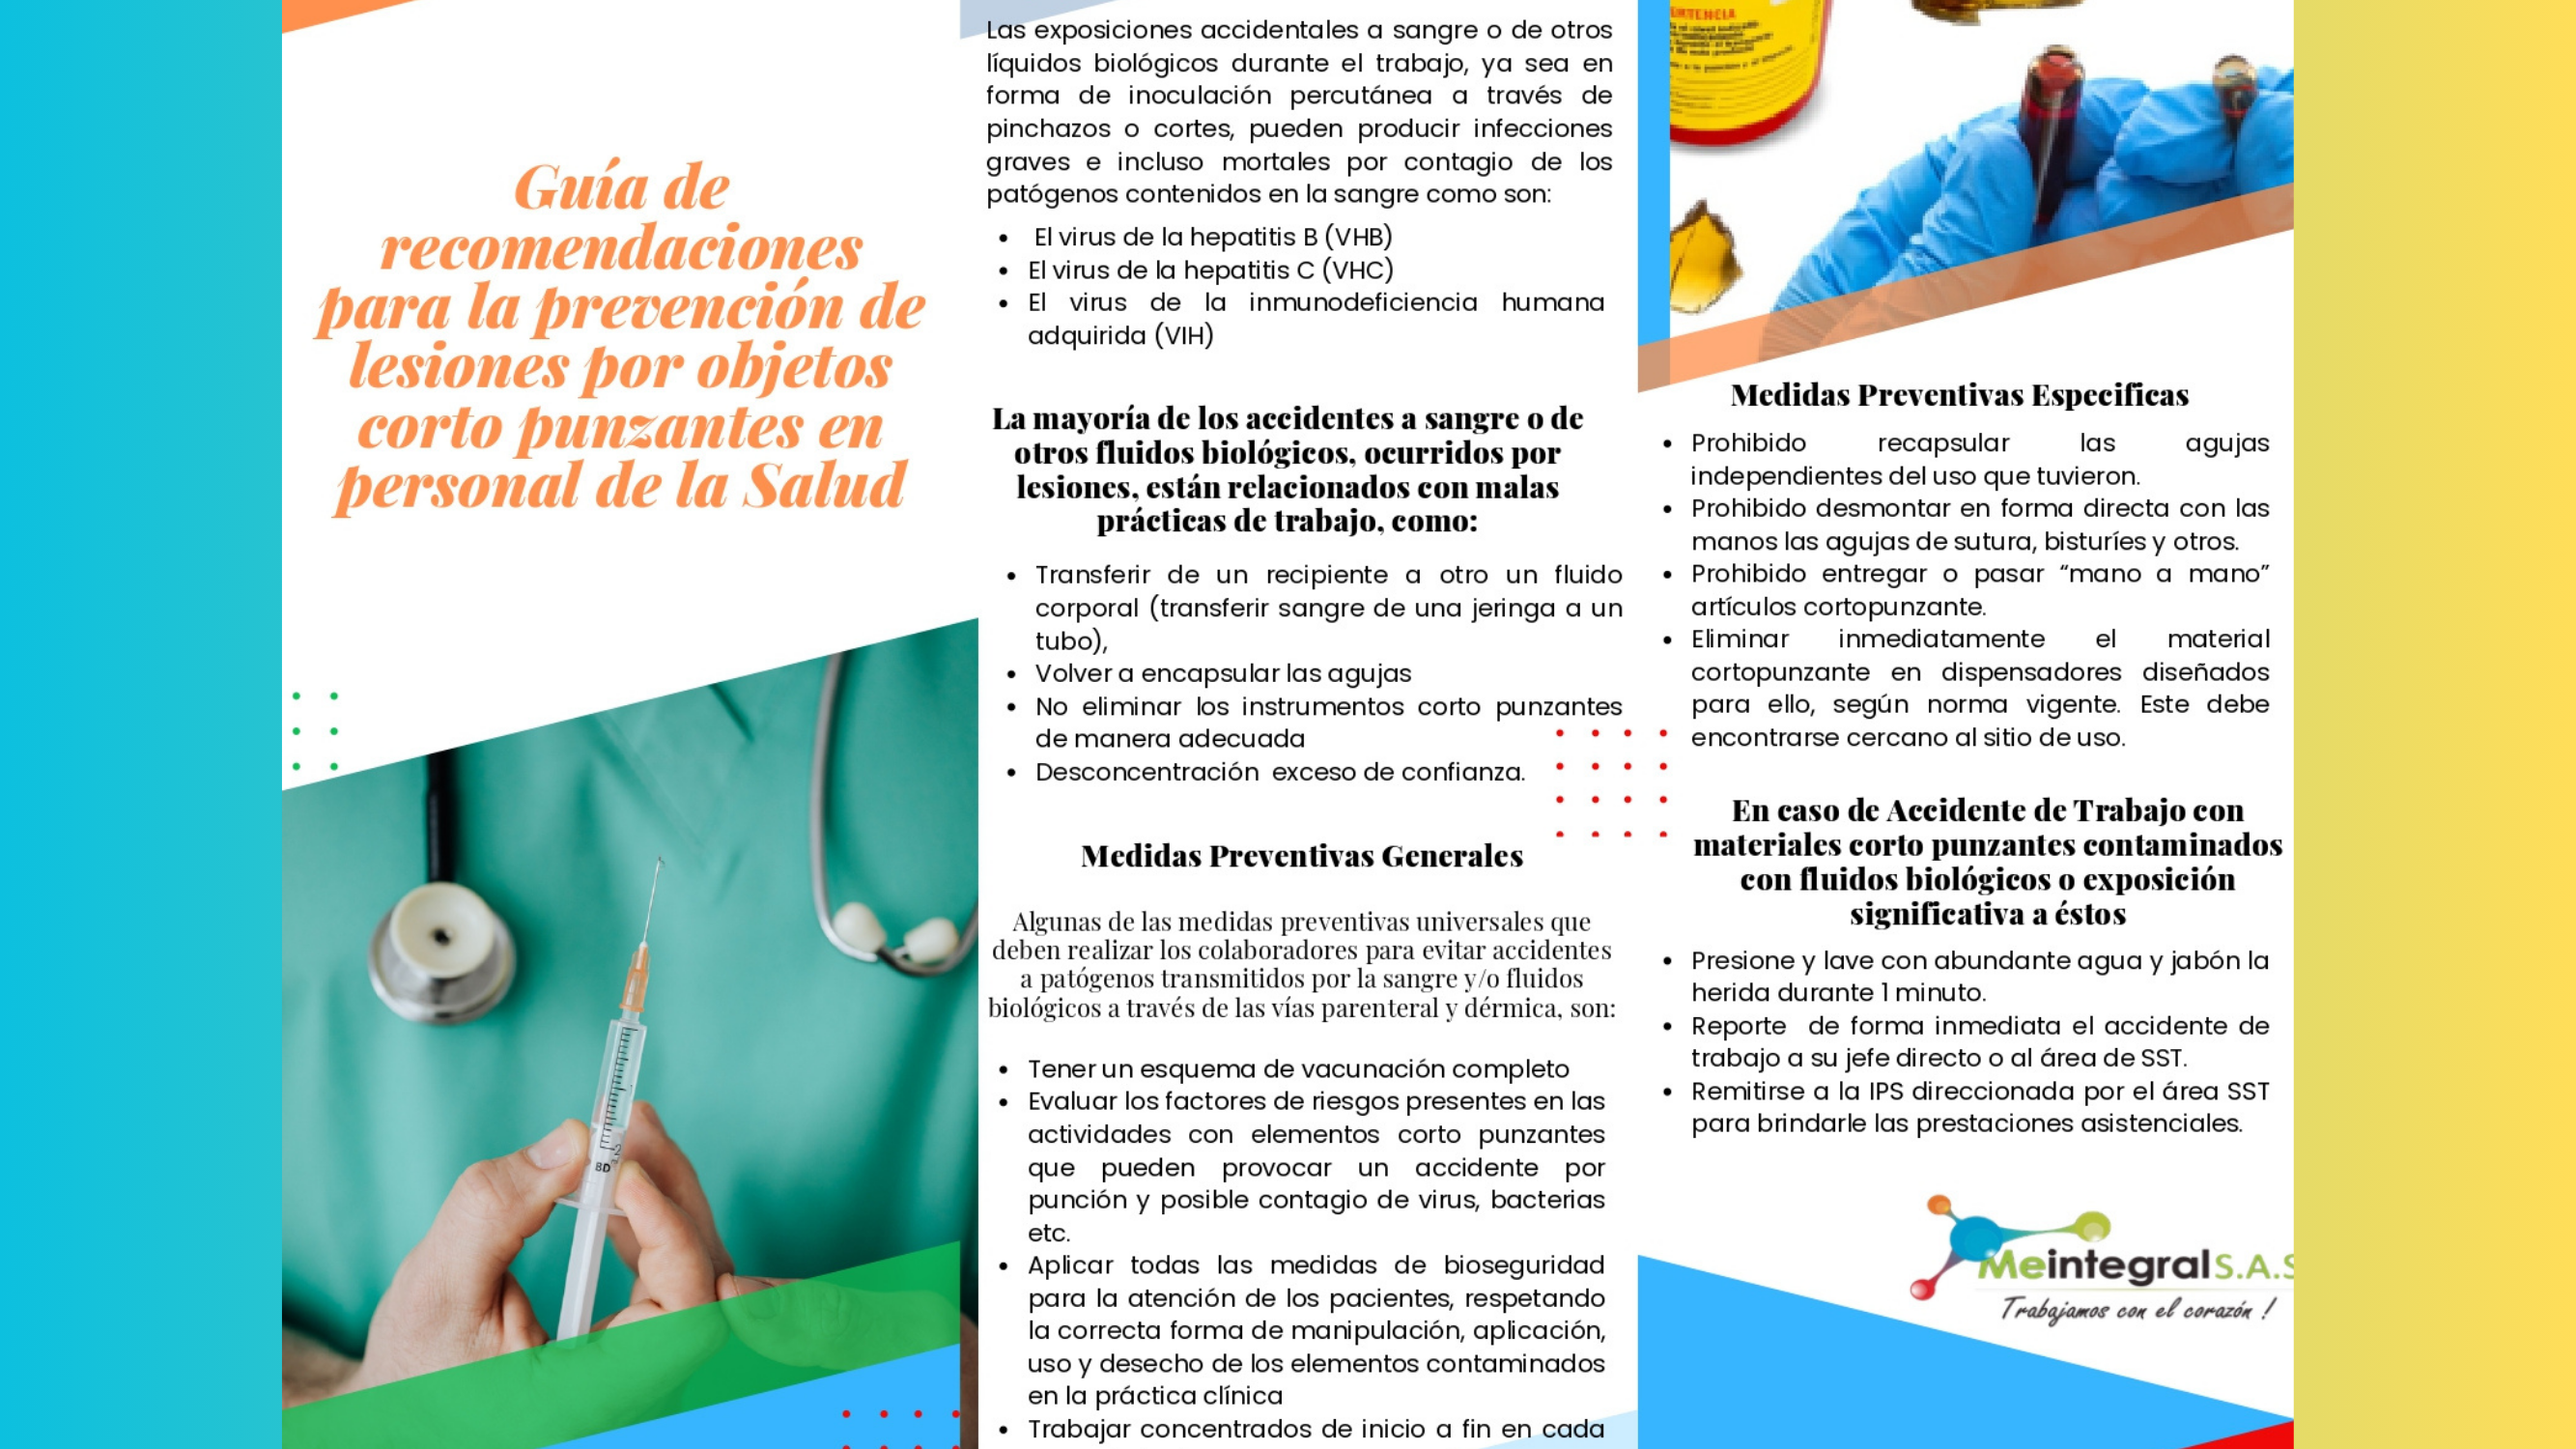 Guía de
recomendaciones
para la prevención de
lesiones por objetos
corto punzantes en
personal de la Salud
BD
2
Las exposiciones accidentales a sangre o de otros
líquidos biológicos durante el trabajo, ya sea en
forma de inoculación percutánea a través de
pinchazos o cortes, pueden producir infecciones
graves e incluso mortales por contagio de los
patógenos contenidos en la sangre como son:
• El virus de la hepatitis B (VHB)
• El virus de la hepatitis C (VHC)
• El virus de la inmunodeficiencia humana
adquirida (VIH)
La mayoría de los accidentes a sangre o de
otros fluidos biológicos, ocurridos por
lesiones, están relacionados con malas
prácticas de trabajo, como:
• Transferir de un recipiente a otro un fluido
corporal (transferir sangre de una jeringa a un
tubo),
• Volver a encapsular las agujas
• No eliminar los instrumentos corto punzantes
de manera adecuada
• Desconcentración exceso de confianza.
Medidas Preventivas Generales
Algunas de las medidas preventivas universales que
deben realizar los colaboradores para evitar accidentes
a patógenos transmitidos por la sangre y/o fluidos
biológicos a través de las vías parenteral y dérmica, son:
• Tener un esquema de vacunación completo
• Evaluar los factores de riesgos presentes en las
actividades con elementos corto punzantes
que pueden provocar un accidente por
punción y posible contagio de virus, bacterias
etc.
• Aplicar todas las medidas de bioseguridad
para la atención de los pacientes, respetando
la correcta forma de manipulación, aplicación,
uso y desecho de los elementos contaminados
en la práctica clínica
• Trabajar concentrados de inicio a fin en cada
Medidas Preventivas Especificas
• Prohibido recapsular las agujas
independientes del uso que tuvieron.
• Prohibido desmontar en forma directa con las
manos las agujas de sutura, bisturíes y otros.
• Prohibido entregar o pasar “mano a mano”
artículos cortopunzante.
• Eliminar inmediatamente el material
cortopunzante en dispensadores diseñados
para ello, según norma vigente. Este debe
encontrarse cercano al sitio de uso.
En caso de Accidente de Trabajo con
materiales corto punzantes contaminados
con fluidos biológicos o exposición
significativa a éstos
• Presione y lave con abundante agua y jabón la
herida durante 1 minuto.
• Reporte de forma inmediata el accidente de
trabajo a su jefe directo o al área de SST.
• Remitirse a la IPS direccionada por el área SST
para brindarle las prestaciones asistenciales.
Meintegral S.A.S
Trabajamos con el corazón !